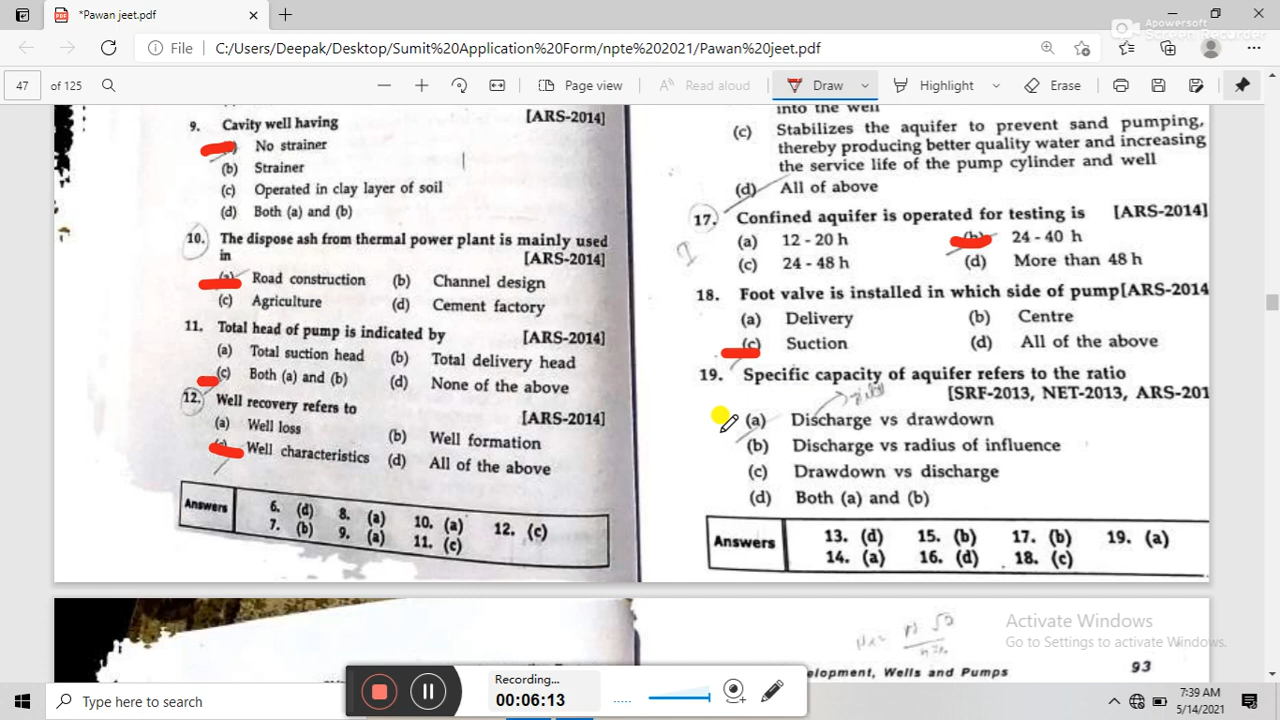 *Pawan jeet.pdf
Apowersoft
Screen Recorder
File C:/Users/Deepak/Desktop/Sumit%20Application%20Form/npte%202021/Pawan%20jeet.pdf
47 of 125
Page view
Read aloud
Draw
Highlight
Erase
[ARS-2014]
9. Cavity well having
No strainer
(b) Strainer
(c) Operated in clay layer of soil
(d) Both (a) and (b)
10. The dispose ash from thermal power plant is mainly used
in [ARS-2014]
(a) Road construction (b) Channel design
(c) Agriculture (d) Cement factory
11. Total head of pump is indicated by [ARS-2014]
(a) Total suction head (b) Total delivery head
(c) Both (a) and (b) (d) None of the above
12. Well recovery refers to [ARS-2014]
(a) Well loss (b) Well formation
Well characteristics (d) All of the above
Answers
6. (d) 8. (a) 10. (a) 12. (c)
7. (b) 9. (a) 11. (c)
into the well
(c) Stabilizes the aquifer to prevent sand pumping,
thereby producing better quality water and increasing
the service life of the pump cylinder and well
(d) All of above
17. Confined aquifer is operated for testing is [ARS-2014]
(a) 12 - 20 h (b) 24 - 40 h
(c) 24 - 48 h (d) More than 48 h
18. Foot valve is installed in which side of pump[ARS-2014
(a) Delivery (b) Centre
(c) Suction (d) All of the above
19. Specific capacity of aquifer refers to the ratio
[SRF-2013, NET-2013, ARS-201
(a) Discharge vs drawdown
(b) Discharge vs radius of influence
(c) Drawdown vs discharge
(d) Both (a) and (b)
Answers
13. (d) 15. (b) 17. (b) 19. (a)
14. (a) 16. (d) 18. (c)
Activate Windows
Go to Settings to activate Windows.
elopment, Wells and Pumps 93
Recording...
00:06:13
Type here to search
7:39 AM
5/14/2021